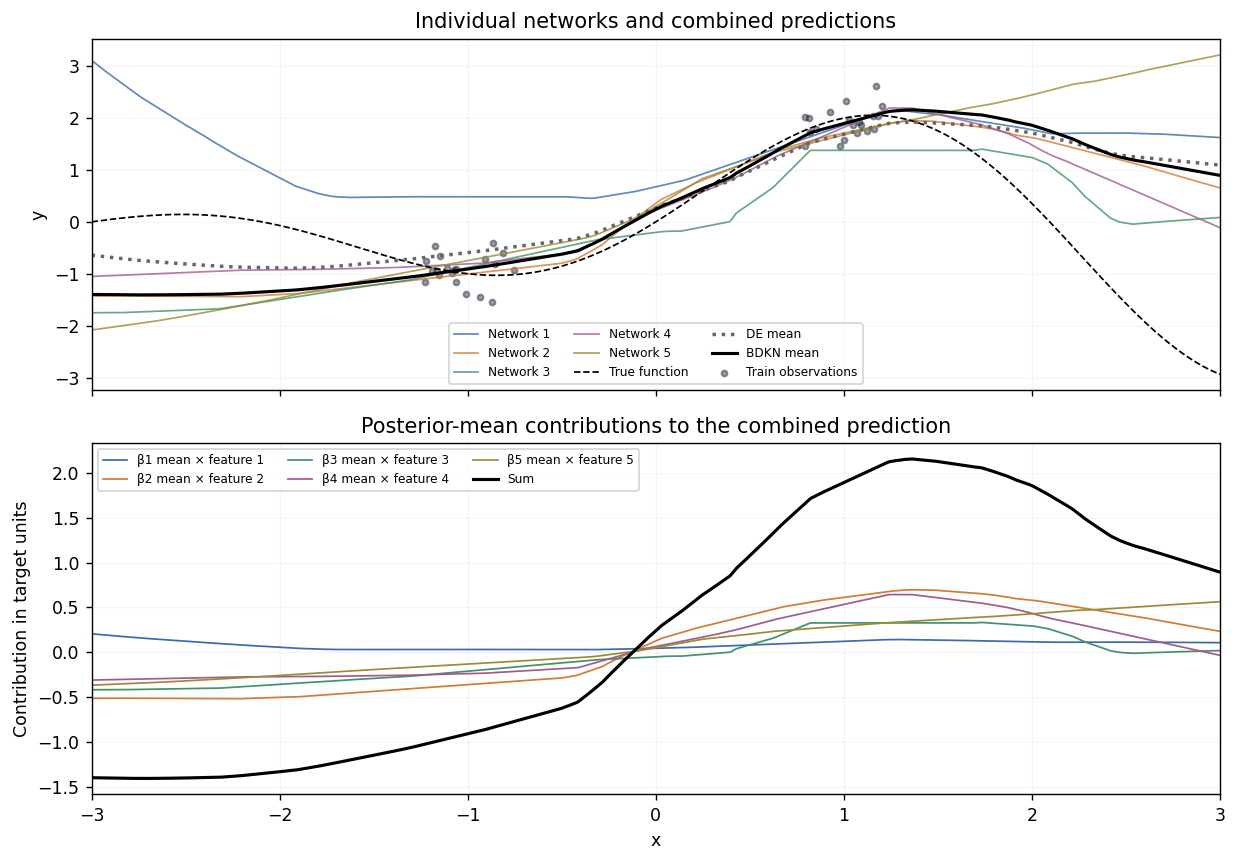 Individual networks and combined predictions
3
2
1
0
−1
−2
−3
y
Network 1 Network 4 DE mean
Network 2 Network 5 BDKN mean
Network 3 True function Train observations
Posterior-mean contributions to the combined prediction
β1 mean × feature 1 β3 mean × feature 3 β5 mean × feature 5
β2 mean × feature 2 β4 mean × feature 4 Sum
2.0
1.5
1.0
0.5
0.0
−0.5
−1.0
−1.5
Contribution in target units
−3 −2 −1 0 1 2 3
x